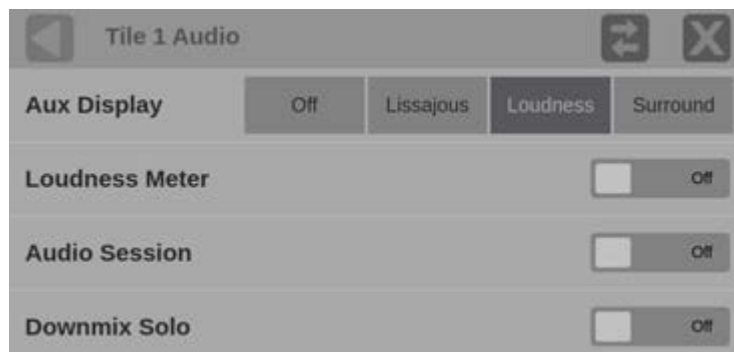 Tile 1 Audio
Aux Display Off Lissajous Loudness Surround
Loudness Meter Off
Audio Session Off
Downmix Solo Off